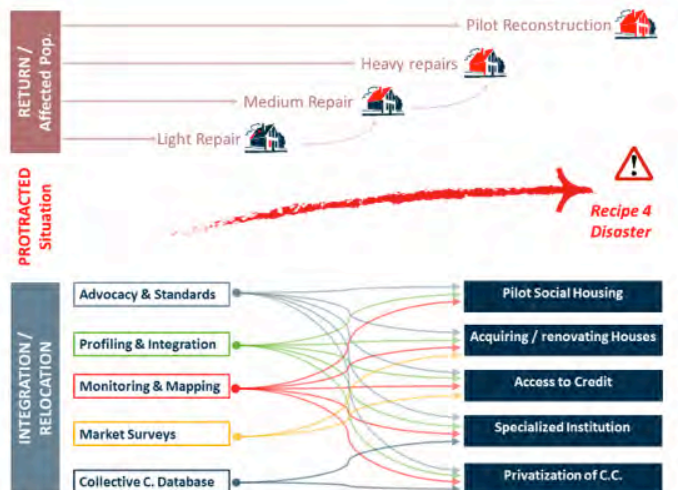 RETURN /
Affected Pop.
Pilot Reconstruction
Heavy repairs
Medium Repair
Light Repair
PROTRACTED
Situation
Recipe 4
Disaster
INTEGRATION /
RELOCATION
Advocacy & Standards
Profiling & Integration
Monitoring & Mapping
Market Surveys
Collective C. Database
Pilot Social Housing
Acquiring / renovating Houses
Access to Credit
Specialized Institution
Privatization of C.C.